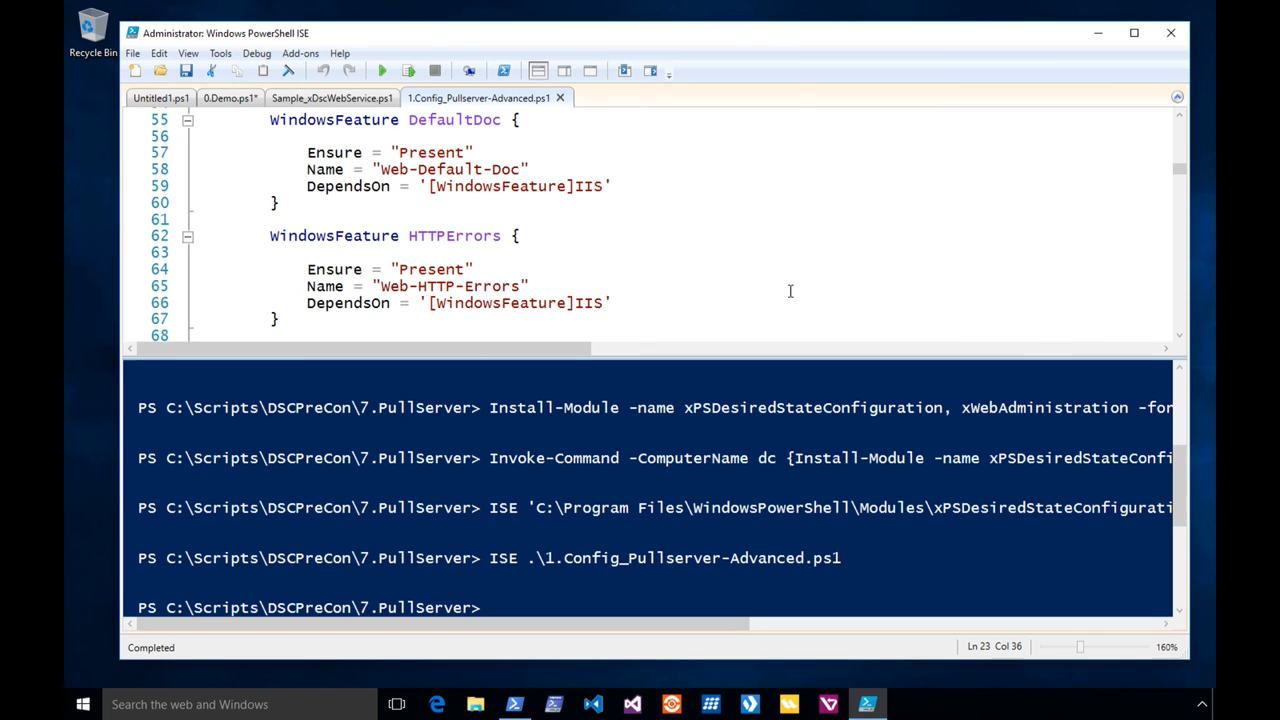 Recycle Bin
Administrator: Windows PowerShell ISE
File Edit View Tools Debug Add-ons Help
Untitled1.ps1 0.Demo.ps1* Sample_xDscWebService.ps1 1.Config_Pullserver-Advanced.ps1
55 WindowsFeature DefaultDoc {
56
57 Ensure = "Present"
58 Name = "Web-Default-Doc"
59 DependsOn = '[WindowsFeature]IIS'
60 }
61
62 WindowsFeature HTTPErrors {
63
64 Ensure = "Present"
65 Name = "Web-HTTP-Errors"
66 DependsOn = '[WindowsFeature]IIS'
67 }
68
PS C:\Scripts\DSCPreCon\7.PullServer> Install-Module -name xPSDesiredStateConfiguration, xWebAdministration -for
PS C:\Scripts\DSCPreCon\7.PullServer> Invoke-Command -ComputerName dc {Install-Module -name xPSDesiredStateConfi
PS C:\Scripts\DSCPreCon\7.PullServer> ISE 'C:\Program Files\WindowsPowerShell\Modules\xPSDesiredStateConfigurati
PS C:\Scripts\DSCPreCon\7.PullServer> ISE .\1.Config_Pullserver-Advanced.ps1
PS C:\Scripts\DSCPreCon\7.PullServer>
Completed Ln 23 Col 36 160%
Search the web and Windows